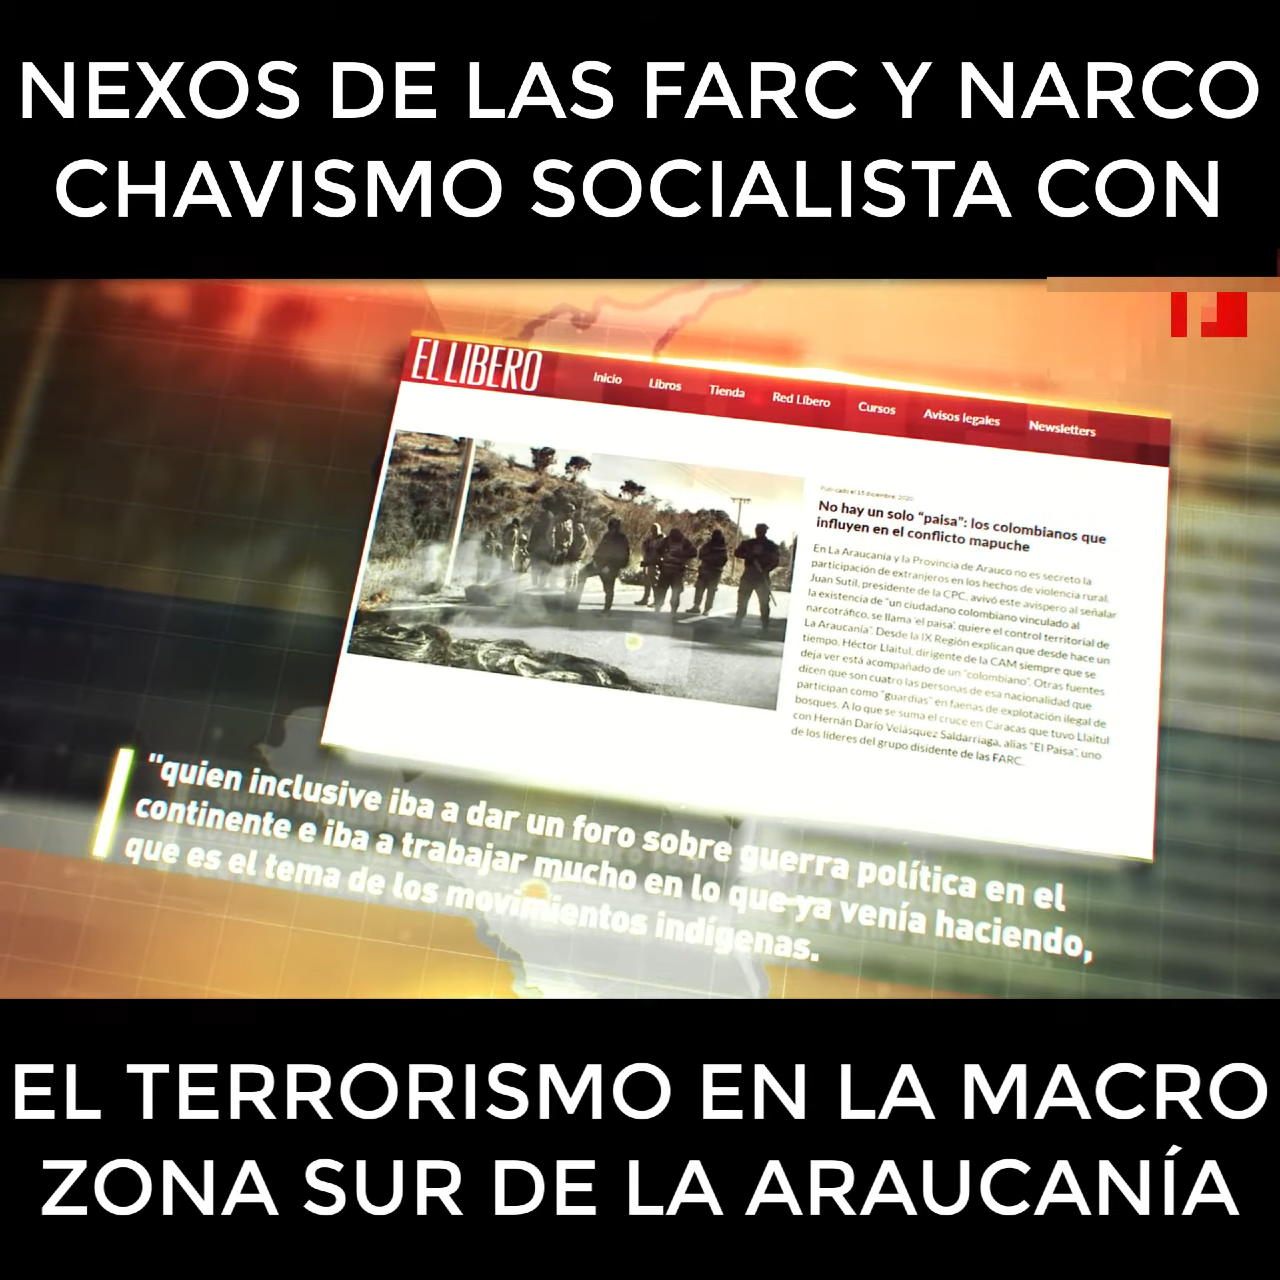 NEXOS DE LAS FARC Y NARCO
CHAVISMO SOCIALISTA CON
EL LIBERO
Inicio
Libros
Tienda
Red Líbero
Cursos
Avisos legales
Newsletters
Publicado el 15 diciembre, 2020
No hay un solo “paisa”: los colombianos que
influyen en el conflicto mapuche
En La Araucanía y la Provincia de Arauco no es secreto la
participación de extranjeros en los hechos de violencia rural.
Juan Sutil, presidente de la CPC, avivó este avispero al señalar
la existencia de “un ciudadano colombiano vinculado al
narcotráfico, se llama ‘el paisa’, quiere el control territorial de
La Araucanía”. Desde la IX Región explican que desde hace un
tiempo, Héctor Llaitul, dirigente de la CAM siempre que se
deja ver está acompañado de un “colombiano”. Otras fuentes
dicen que son cuatro las personas de esa nacionalidad que
participan como “guardias” en faenas de explotación ilegal de
bosques. A lo que se suma el cruce en Caracas que tuvo Llaitul
con Hernán Darío Velásquez Saldarriaga, alias “El Paisa”, uno
de los líderes del grupo disidente de las FARC.
"quien inclusive iba a dar un foro sobre guerra política en el
continente e iba a trabajar mucho en lo que ya venía haciendo,
que es el tema de los movimientos indígenas.
EL TERRORISMO EN LA MACRO
ZONA SUR DE LA ARAUCANÍA